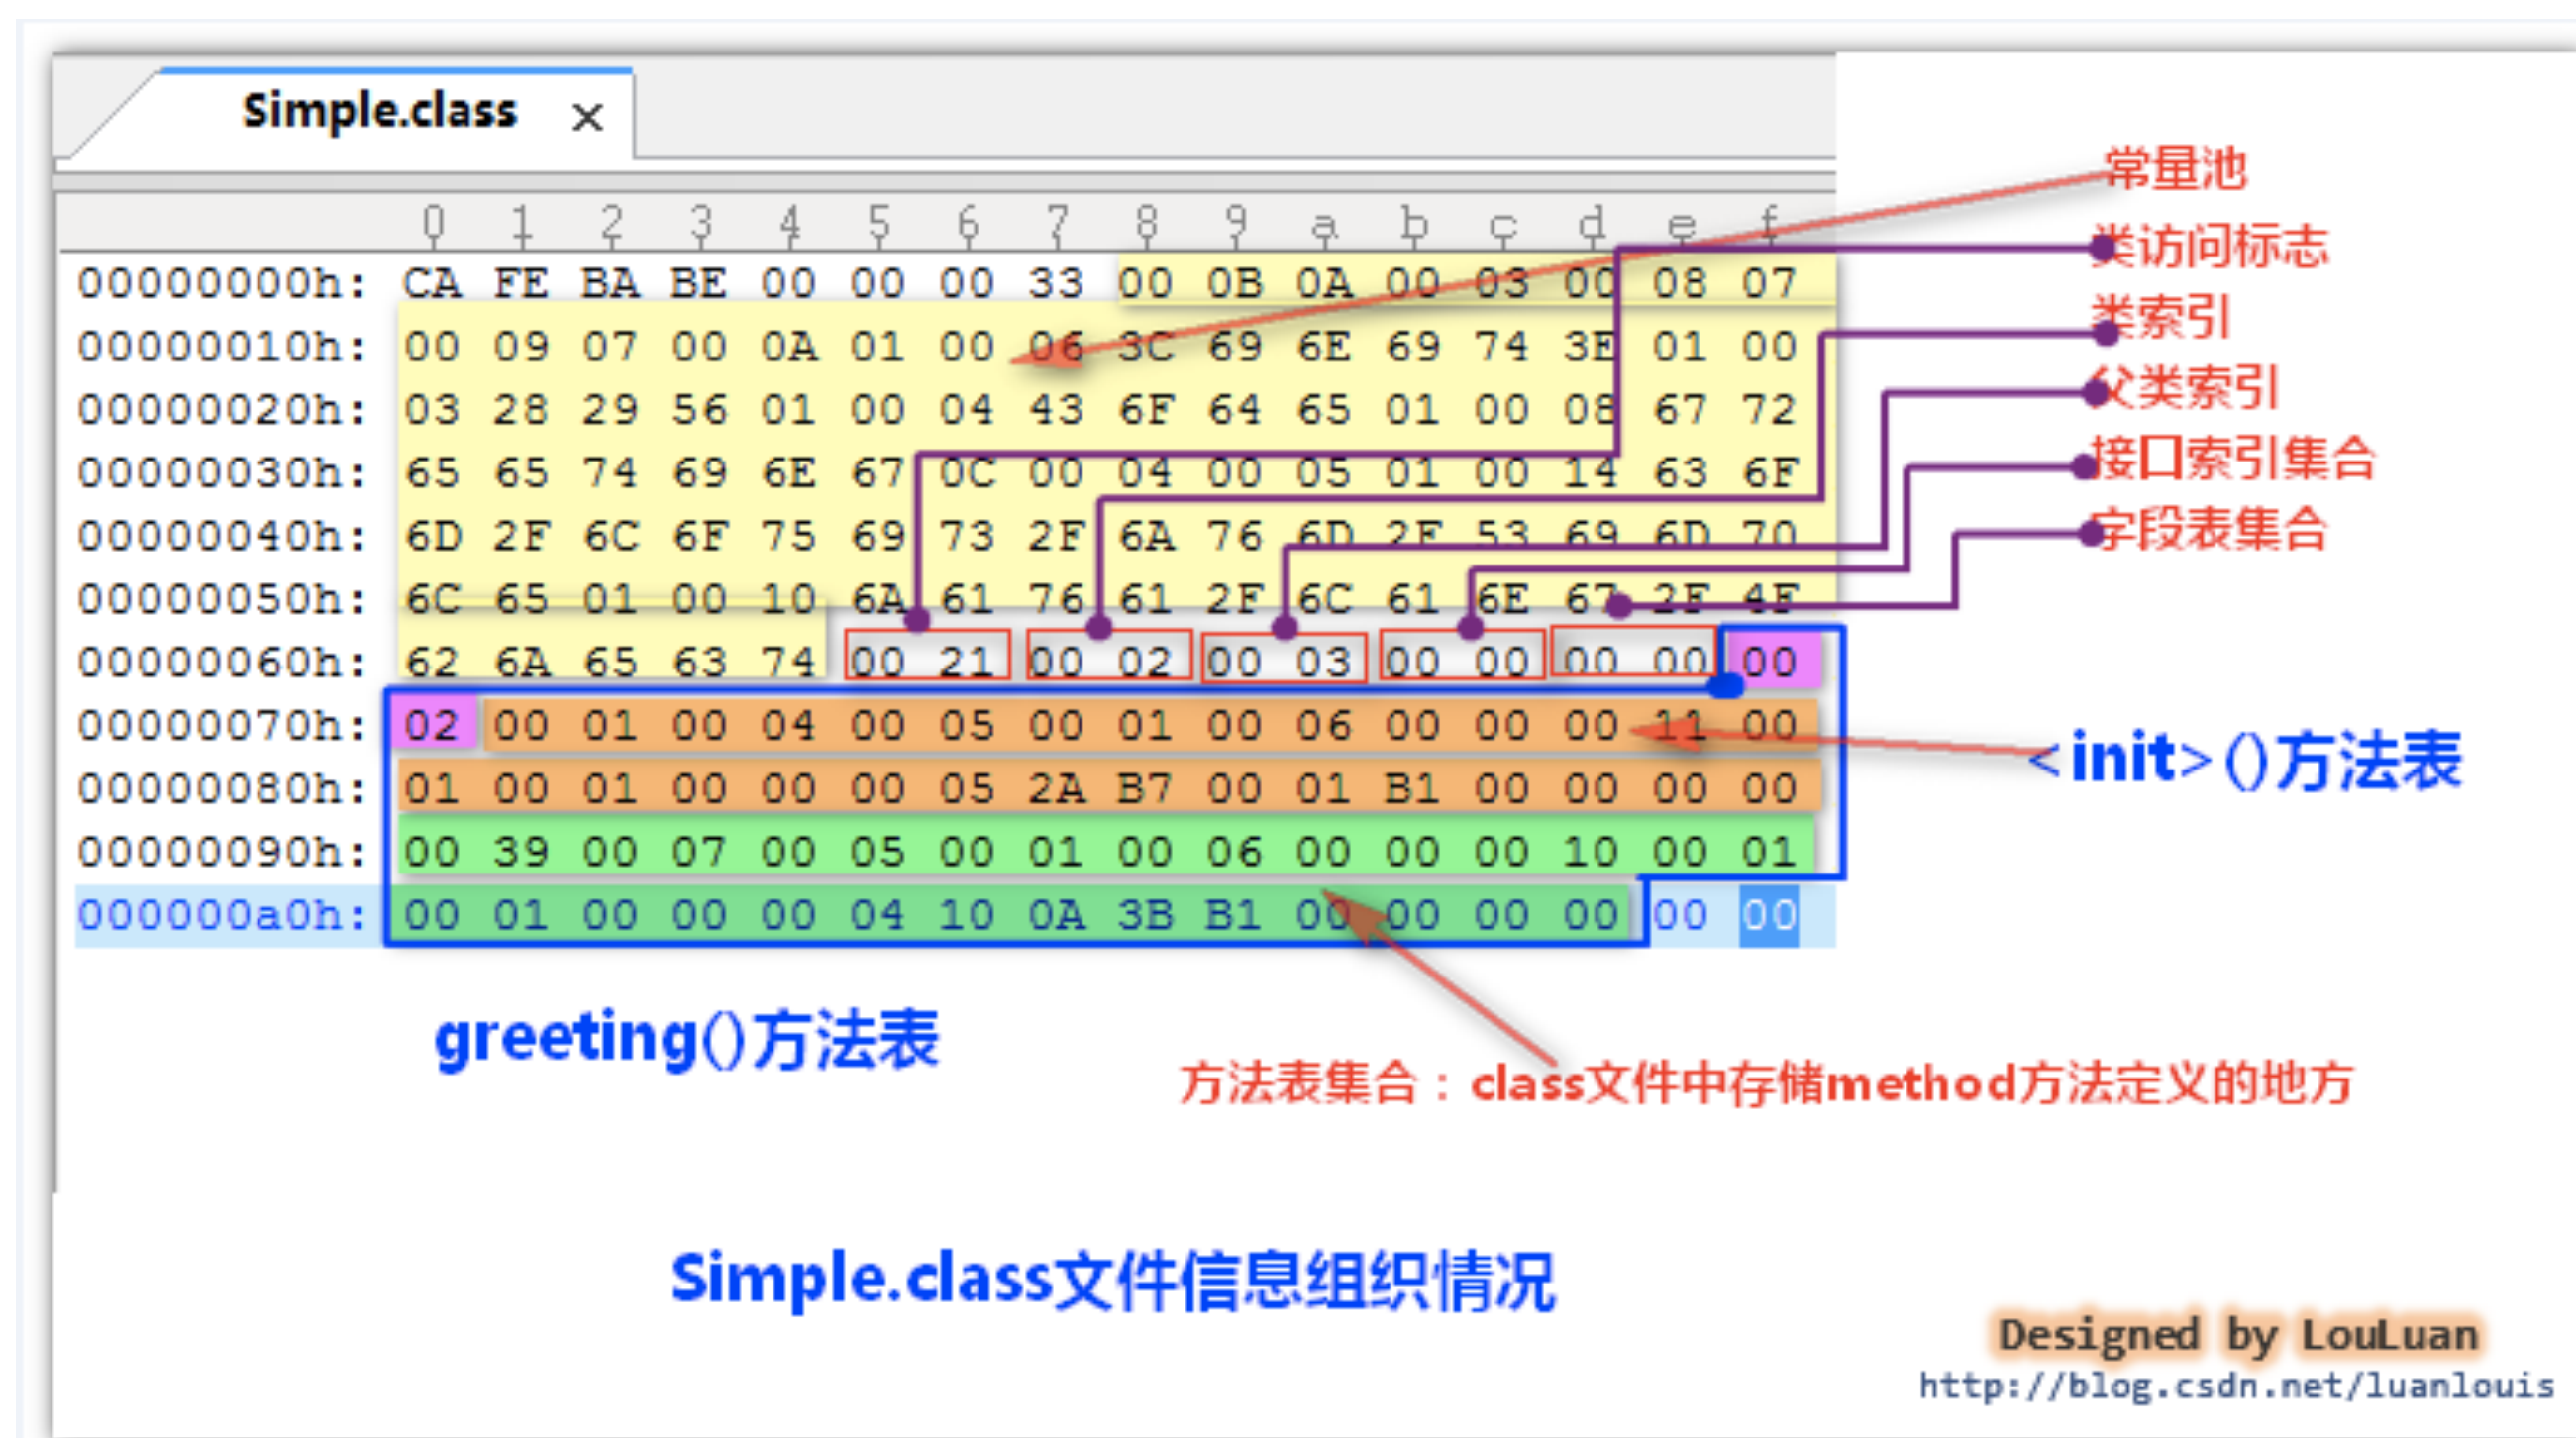 Simple.class ×
常量池
类访问标志
类索引
父类索引
接口索引集合
字段表集合
0 1 2 3 4 5 6 7 8 9 a b c d e f
00000000h: CA FE BA BE 00 00 00 33 00 0B 0A 00 03 00 08 07
00000010h: 00 09 07 00 0A 01 00 06 3C 69 6E 69 74 3E 01 00
00000020h: 03 28 29 56 01 00 04 43 6F 64 65 01 00 08 67 72
00000030h: 65 65 74 69 6E 67 0C 00 04 00 05 01 00 14 63 6F
00000040h: 6D 2F 6C 6F 75 69 73 2F 6A 76 6D 2F 53 69 6D 70
00000050h: 6C 65 01 00 10 6A 61 76 61 2F 6C 61 6E 67 2F 4F
00000060h: 62 6A 65 63 74 00 21 00 02 00 03 00 00 00 00 00
00000070h: 02 00 01 00 04 00 05 00 01 00 06 00 00 00 11 00
00000080h: 01 00 01 00 00 00 05 2A B7 00 01 B1 00 00 00 00
00000090h: 00 39 00 07 00 05 00 01 00 06 00 00 00 10 00 01
000000a0h: 00 01 00 00 00 04 10 0A 3B B1 00 00 00 00 00 00
<init>()方法表
greeting()方法表
方法表集合：class文件中存储method方法定义的地方
Simple.class文件信息组织情况
Designed by LouLuan
http://blog.csdn.net/luanlouis